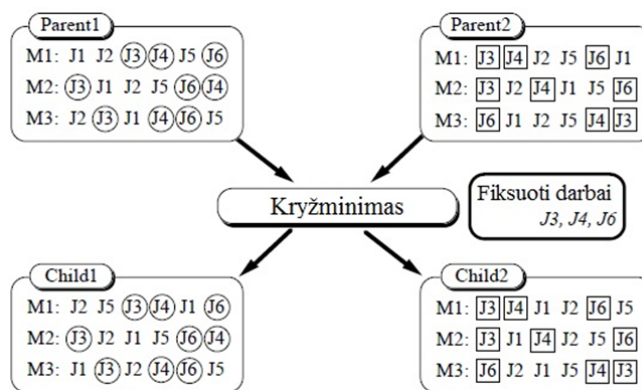 Parent1
M1: J1 J2 J3 J4 J5 J6
M2: J3 J1 J2 J5 J6 J4
M3: J2 J3 J1 J4 J6 J5
Parent2
M1: J3 J4 J2 J5 J6 J1
M2: J3 J2 J4 J1 J5 J6
M3: J6 J1 J2 J5 J4 J3
Kryžminimas
Fiksuoti darbai
J3, J4, J6
Child1
M1: J2 J5 J3 J4 J1 J6
M2: J3 J2 J1 J5 J6 J4
M3: J1 J3 J2 J4 J6 J5
Child2
M1: J3 J4 J1 J2 J6 J5
M2: J3 J1 J4 J2 J5 J6
M3: J6 J2 J1 J5 J4 J3